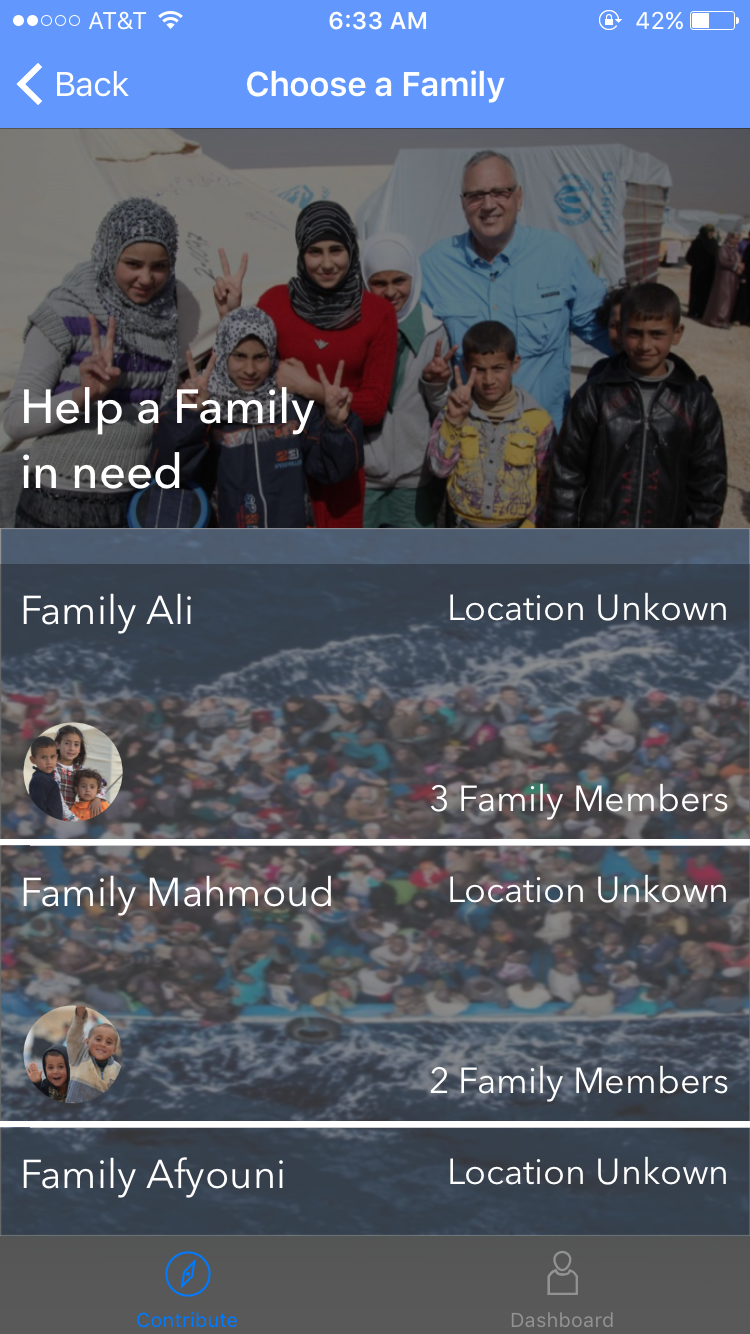 AT&T 6:33 AM 42%
Back Choose a Family
Help a Family
in need
Family Ali Location Unkown
3 Family Members
Family Mahmoud Location Unkown
2 Family Members
Family Afyouni Location Unkown
Contribute Dashboard